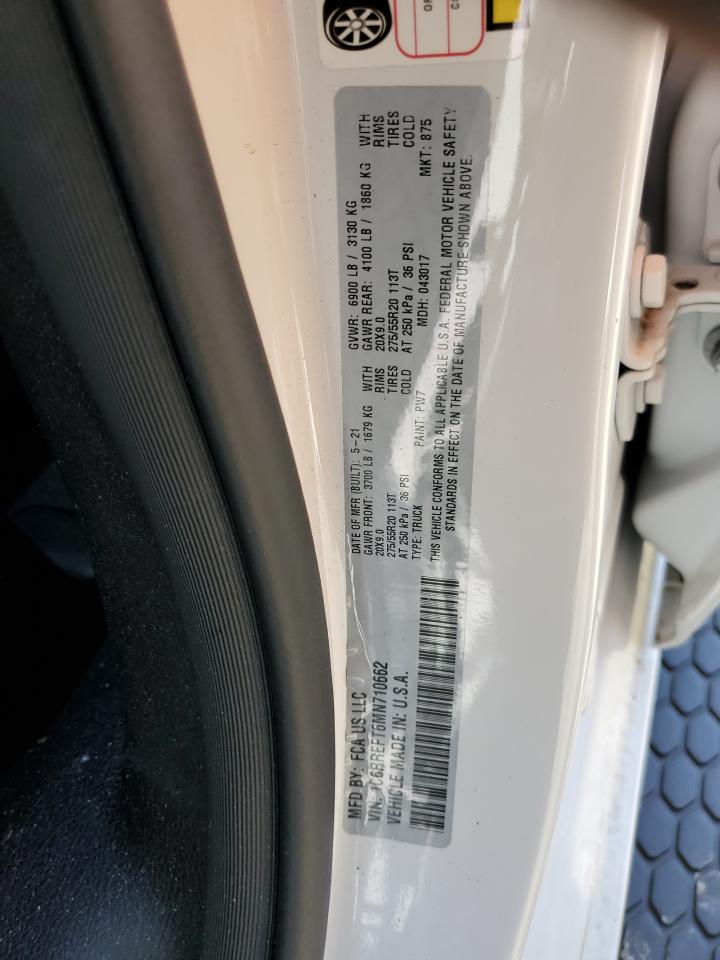 MFD BY: FCA US LLC
VIN: 1C6RREFT6MN710662
VEHICLE MADE IN: U.S.A.
DATE OF MFR (BUILT): 5-21 GVWR: 6900 LB / 3130 KG
GAWR FRONT: 3700 LB / 1679 KG WITH GAWR REAR: 4100 LB / 1860 KG WITH
20X9.0 RIMS 20X9.0 RIMS
275/55R20 113T TIRES 275/55R20 113T TIRES
AT 250 kPa / 36 PSI COLD AT 250 kPa / 36 PSI COLD
TYPE: TRUCK PAINT: PW7 MDH: 043017 MKT: 875
THIS VEHICLE CONFORMS TO ALL APPLICABLE U.S.A. FEDERAL MOTOR VEHICLE SAFETY
STANDARDS IN EFFECT ON THE DATE OF MANUFACTURE SHOWN ABOVE.